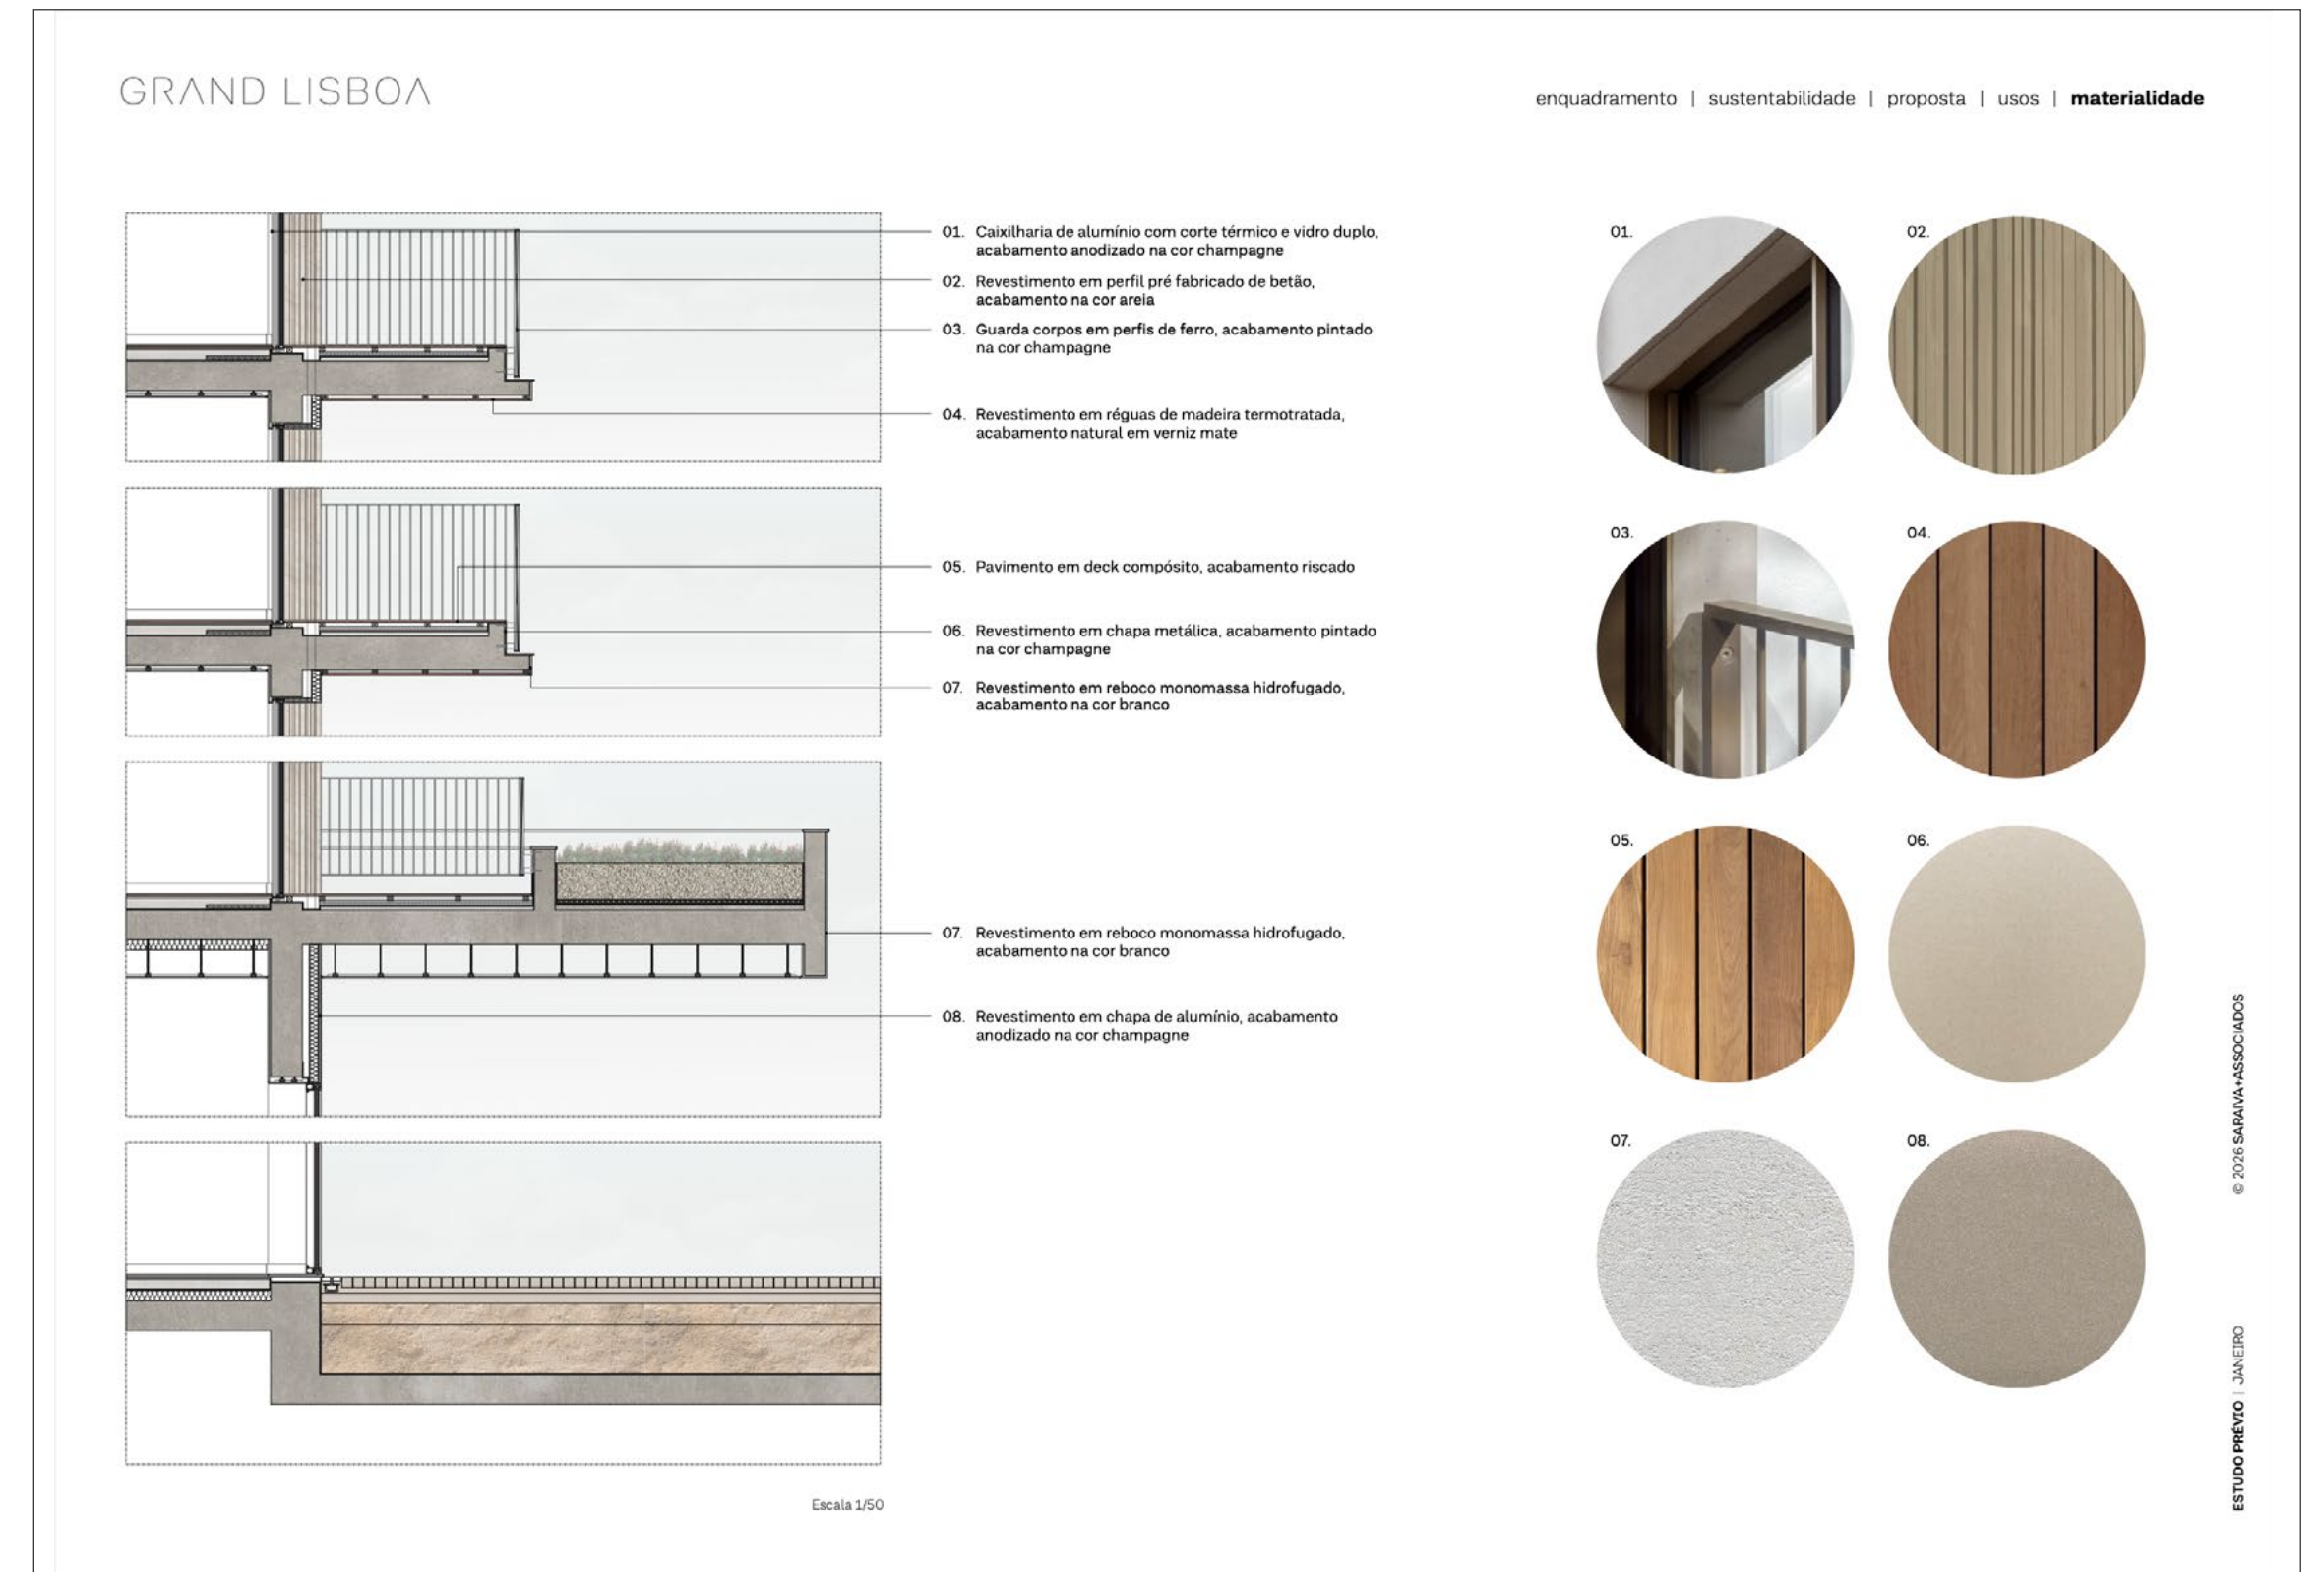 GRAND LISBOA
enquadramento | sustentabilidade | proposta | usos | materialidade
01. Caixilharia de alumínio com corte térmico e vidro duplo,
acabamento anodizado na cor champagne
02. Revestimento em perfil pré fabricado de betão,
acabamento na cor areia
03. Guarda corpos em perfis de ferro, acabamento pintado
na cor champagne
04. Revestimento em réguas de madeira termotratada,
acabamento natural em verniz mate
05. Pavimento em deck compósito, acabamento riscado
06. Revestimento em chapa metálica, acabamento pintado
na cor champagne
07. Revestimento em reboco monomassa hidrofugado,
acabamento na cor branco
07. Revestimento em reboco monomassa hidrofugado,
acabamento na cor branco
08. Revestimento em chapa de alumínio, acabamento
anodizado na cor champagne
Escala 1/50
01.
02.
03.
04.
05.
06.
07.
08.
© 2026 SARAIVA+ASSOCIADOS
ESTUDO PRÉVIO | JANEIRO